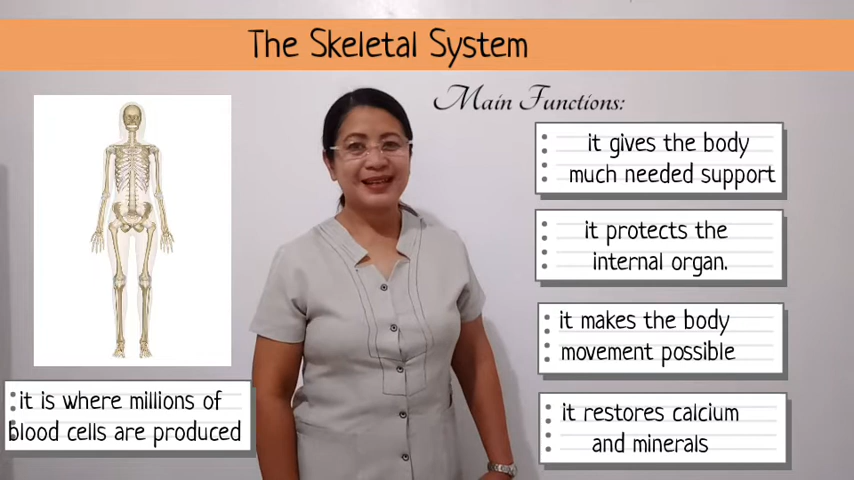 The Skeletal System
Main Functions:
it gives the body
much needed support
it protects the
internal organ.
it makes the body
movement possible
it restores calcium
and minerals
it is where millions of
blood cells are produced